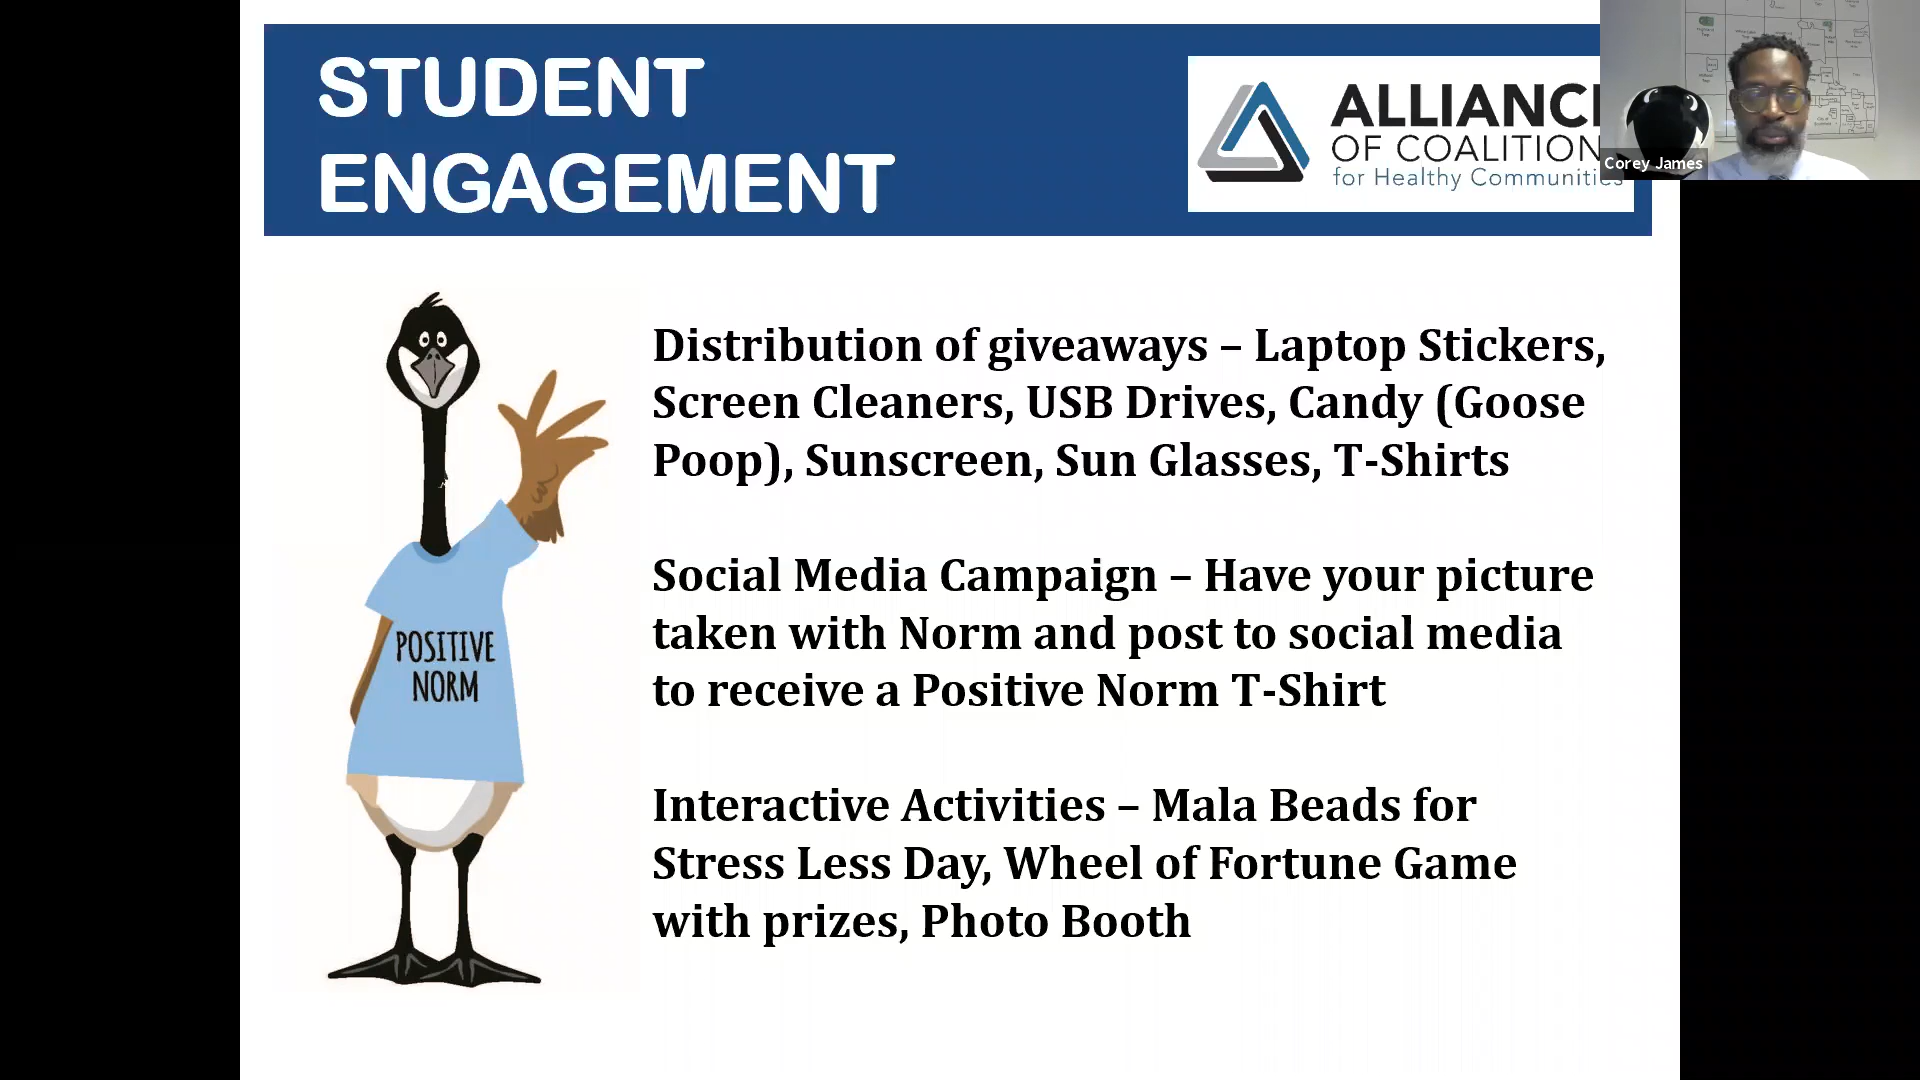 STUDENT
ENGAGEMENT
ALLIANC
OF COALITION
for Healthy Communities
Corey James
Distribution of giveaways – Laptop Stickers,
Screen Cleaners, USB Drives, Candy (Goose
Poop), Sunscreen, Sun Glasses, T-Shirts
Social Media Campaign – Have your picture
taken with Norm and post to social media
to receive a Positive Norm T-Shirt
Interactive Activities – Mala Beads for
Stress Less Day, Wheel of Fortune Game
with prizes, Photo Booth
POSITIVE
NORM